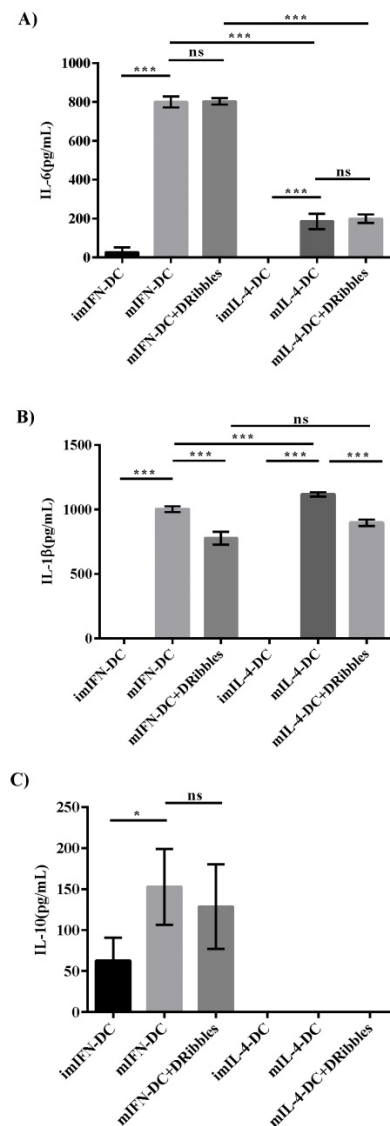 A)
***
***
ns
***
ns
***
IL-6(pg/mL)
1000
800
600
400
200
0
imIFN-DC
mIFN-DC
mIFN-DC+DRibbles
imIL-4-DC
mIL-4-DC
mIL-4-DC+DRibbles
B)
ns
***
***
***
***
***
IL-1β(pg/mL)
1500
1000
500
0
imIFN-DC
mIFN-DC
mIFN-DC+DRibbles
imIL-4-DC
mIL-4-DC
mIL-4-DC+DRibbles
C)
ns
*
IL-10(pg/mL)
250
200
150
100
50
0
imIFN-DC
mIFN-DC
mIFN-DC+DRibbles
imIL-4-DC
mIL-4-DC
mIL-4-DC+DRibbles